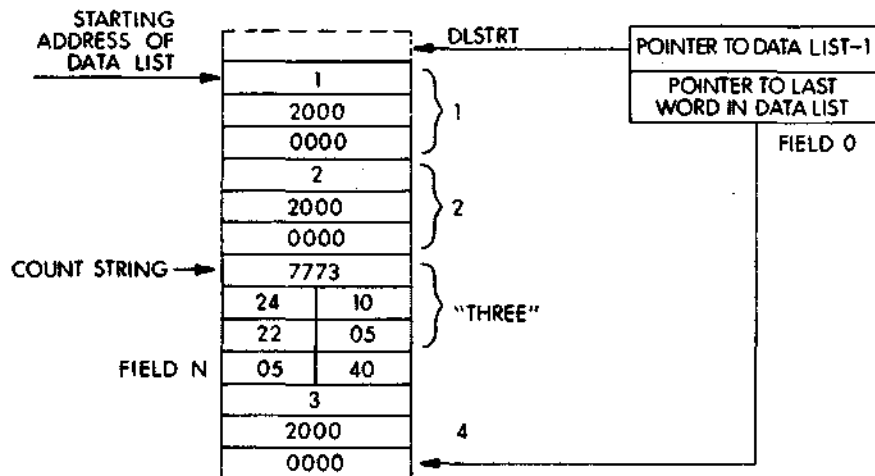 STARTING
ADDRESS OF
DATA LIST
DLSTRT
POINTER TO DATA LIST-1
POINTER TO LAST
WORD IN DATA LIST
FIELD 0
1
2000
0000
1
2
2000
0000
2
COUNT STRING
7773
24 10
22 05
"THREE"
FIELD N
05 40
3
2000
4
0000